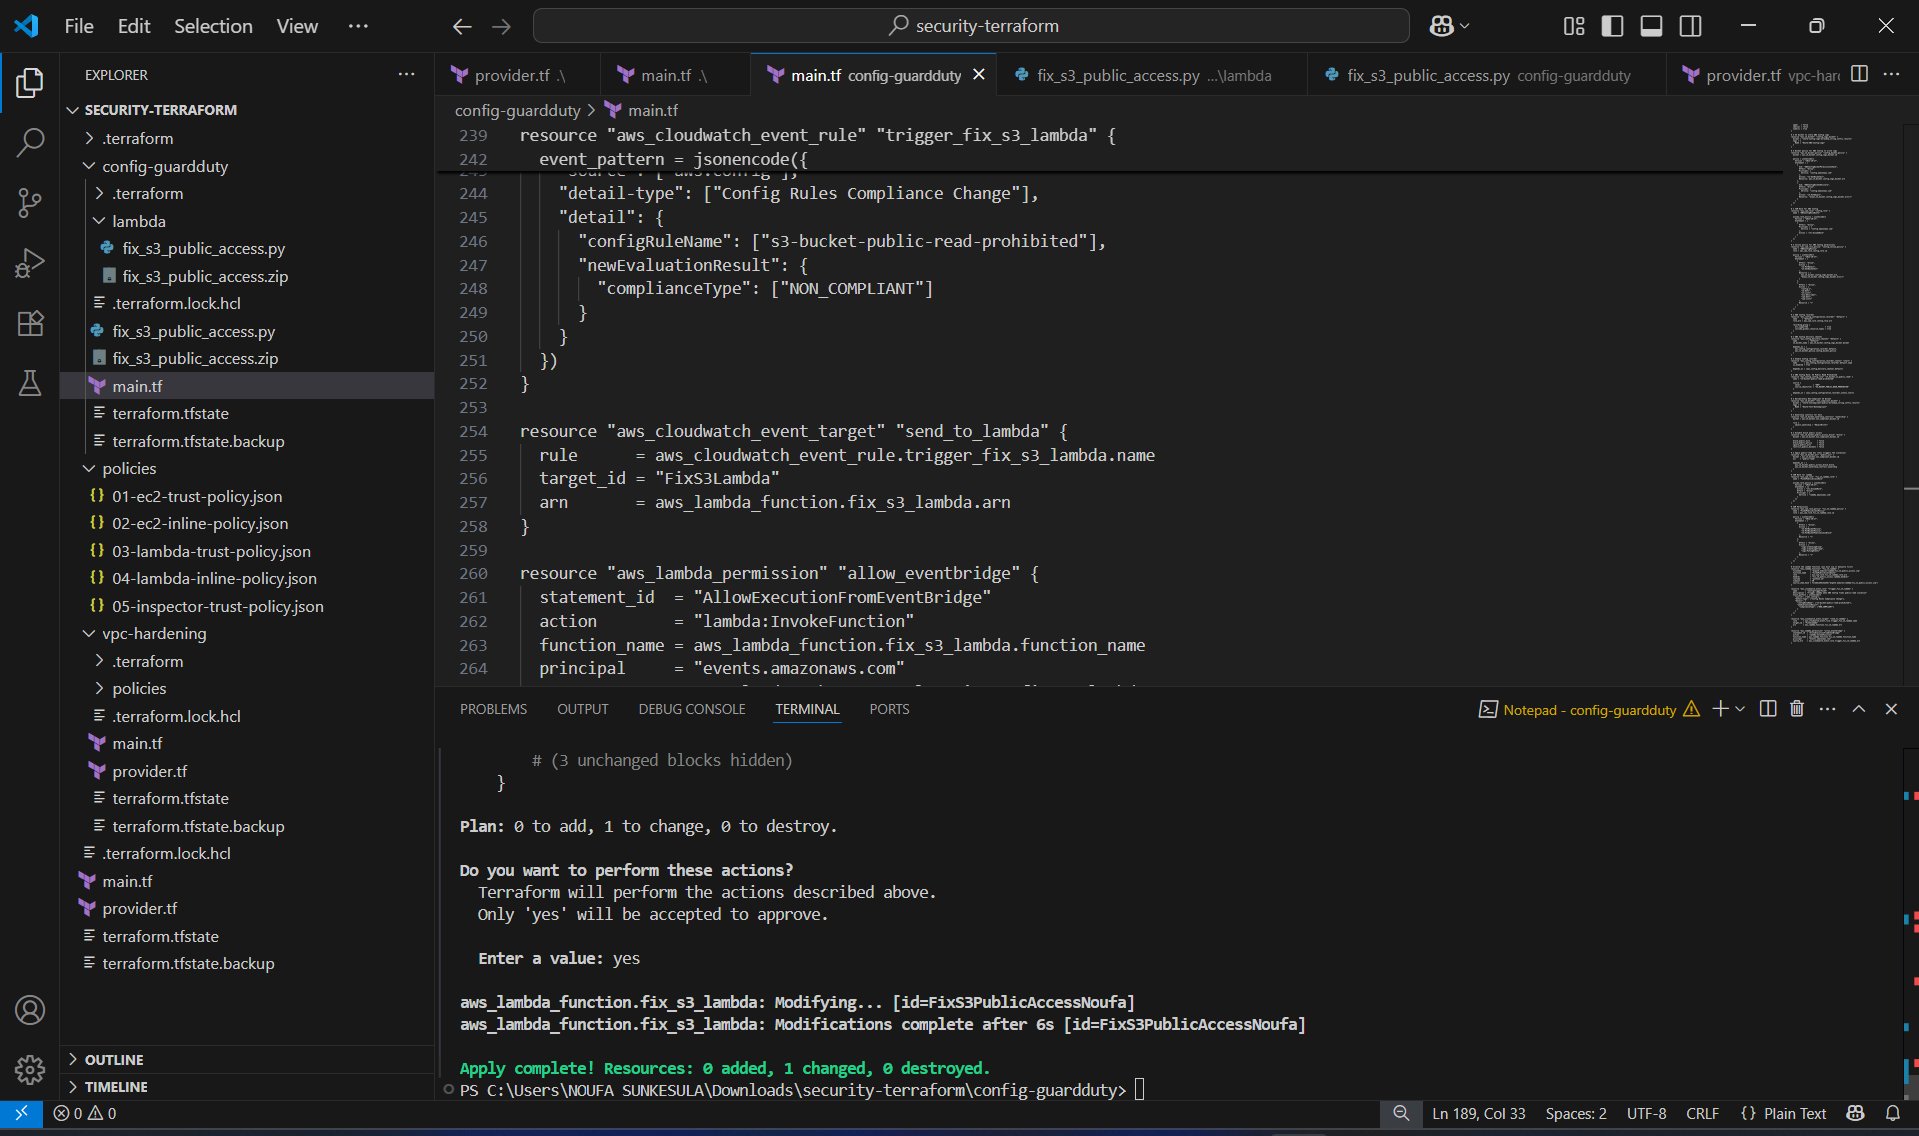 File Edit Selection View ···
security-terraform
EXPLORER
SECURITY-TERRAFORM
.terraform
config-guardduty
.terraform
lambda
fix_s3_public_access.py
fix_s3_public_access.zip
.terraform.lock.hcl
fix_s3_public_access.py
fix_s3_public_access.zip
main.tf
terraform.tfstate
terraform.tfstate.backup
policies
01-ec2-trust-policy.json
02-ec2-inline-policy.json
03-lambda-trust-policy.json
04-lambda-inline-policy.json
05-inspector-trust-policy.json
vpc-hardening
.terraform
policies
.terraform.lock.hcl
main.tf
provider.tf
terraform.tfstate
terraform.tfstate.backup
.terraform.lock.hcl
main.tf
provider.tf
terraform.tfstate
terraform.tfstate.backup
OUTLINE
TIMELINE
provider.tf .\ main.tf .\ main.tf config-guardduty fix_s3_public_access.py ...\lambda fix_s3_public_access.py config-guardduty provider.tf vpc-har
config-guardduty > main.tf
239 resource "aws_cloudwatch_event_rule" "trigger_fix_s3_lambda" {
242 event_pattern = jsonencode({
244 "detail-type": ["Config Rules Compliance Change"],
245 "detail": {
246 "configRuleName": ["s3-bucket-public-read-prohibited"],
247 "newEvaluationResult": {
248 "complianceType": ["NON_COMPLIANT"]
249 }
250 }
251 })
252 }
253
254 resource "aws_cloudwatch_event_target" "send_to_lambda" {
255 rule = aws_cloudwatch_event_rule.trigger_fix_s3_lambda.name
256 target_id = "FixS3Lambda"
257 arn = aws_lambda_function.fix_s3_lambda.arn
258 }
259
260 resource "aws_lambda_permission" "allow_eventbridge" {
261 statement_id = "AllowExecutionFromEventBridge"
262 action = "lambda:InvokeFunction"
263 function_name = aws_lambda_function.fix_s3_lambda.function_name
264 principal = "events.amazonaws.com"
PROBLEMS OUTPUT DEBUG CONSOLE TERMINAL PORTS
Notepad - config-guardduty
# (3 unchanged blocks hidden)
}
Plan: 0 to add, 1 to change, 0 to destroy.
Do you want to perform these actions?
Terraform will perform the actions described above.
Only 'yes' will be accepted to approve.
Enter a value: yes
aws_lambda_function.fix_s3_lambda: Modifying... [id=FixS3PublicAccessNoufa]
aws_lambda_function.fix_s3_lambda: Modifications complete after 6s [id=FixS3PublicAccessNoufa]
Apply complete! Resources: 0 added, 1 changed, 0 destroyed.
PS C:\Users\NOUFA SUNKESULA\Downloads\security-terraform\config-guardduty>
0 0
Ln 189, Col 33 Spaces: 2 UTF-8 CRLF {} Plain Text